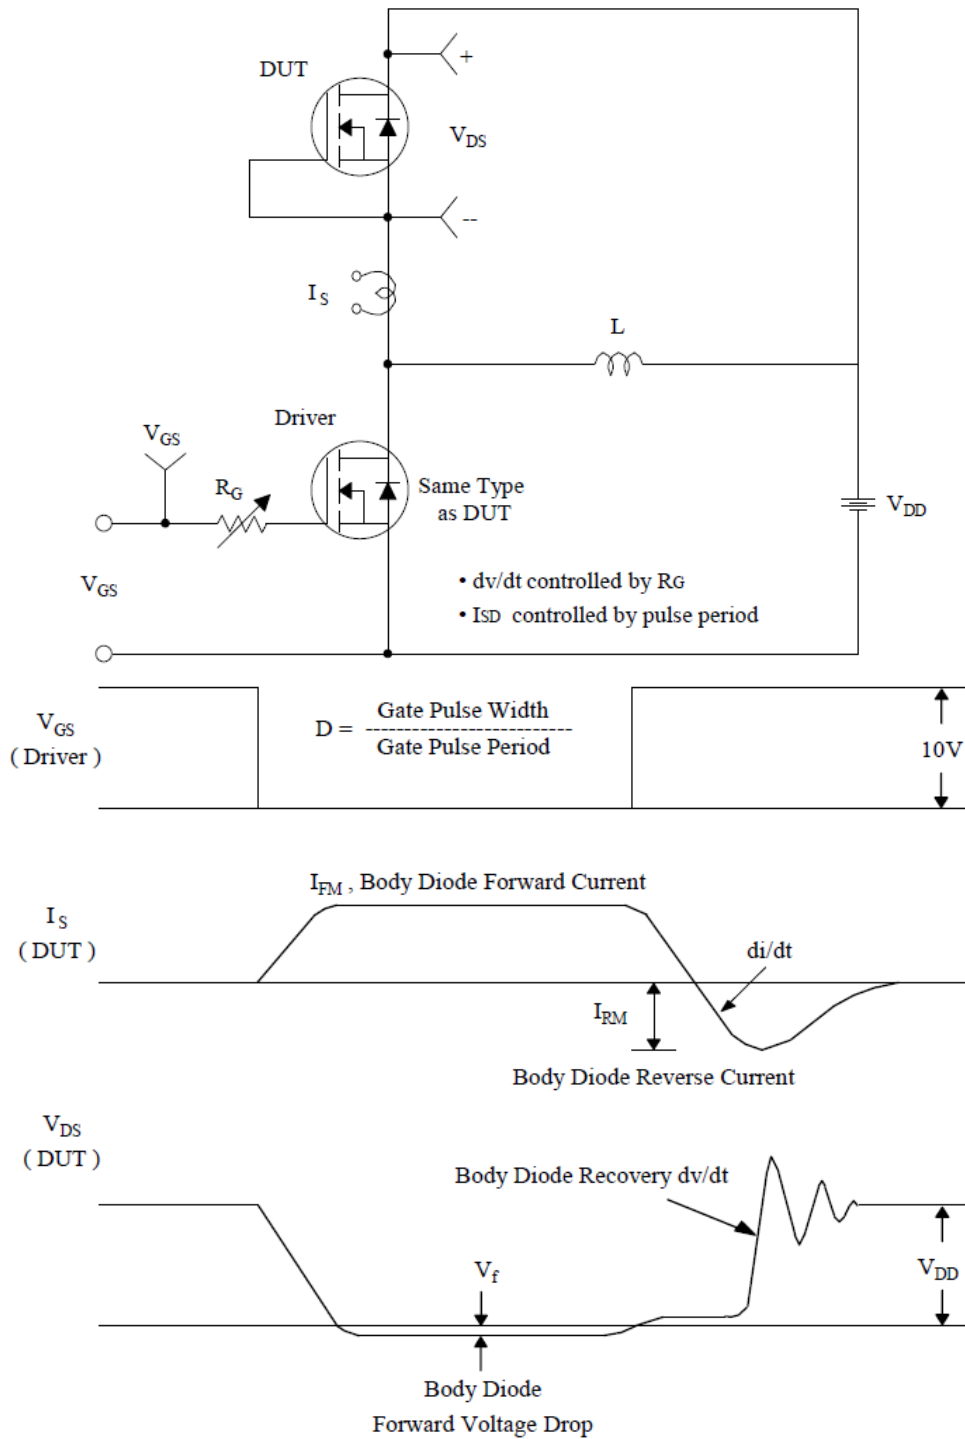 DUT
+
VDS
--
IS
L
Driver
VGS
RG
Same Type
as DUT
VDD
VGS
• dv/dt controlled by RG
• ISD controlled by pulse period
VGS
( Driver )
D = Gate Pulse Width
--------------------------
Gate Pulse Period
10V
IFM , Body Diode Forward Current
IS
( DUT )
di/dt
IRM
Body Diode Reverse Current
VDS
( DUT )
Body Diode Recovery dv/dt
Vf
VDD
Body Diode
Forward Voltage Drop